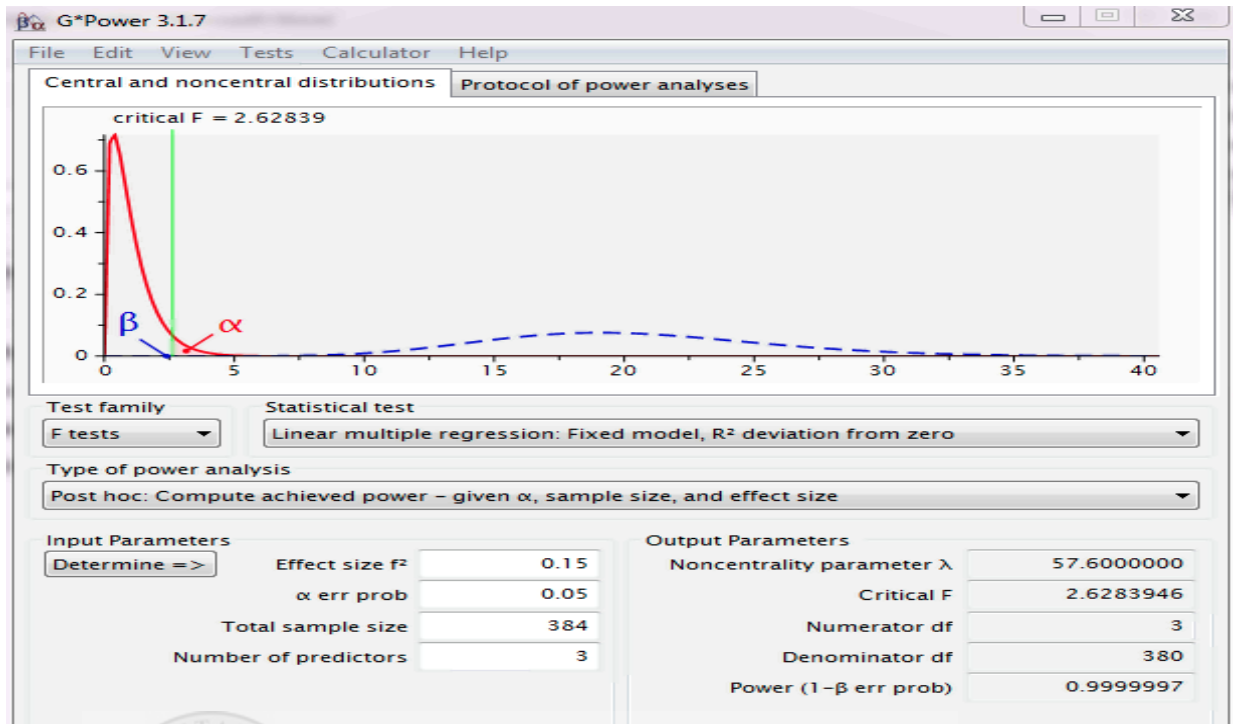 G*Power 3.1.7
File Edit View Tests Calculator Help
Central and noncentral distributions Protocol of power analyses
critical F = 2.62839
0.6
0.4
0.2
0
β α
0 5 10 15 20 25 30 35 40
Test family Statistical test
F tests Linear multiple regression: Fixed model, R² deviation from zero
Type of power analysis
Post hoc: Compute achieved power – given α, sample size, and effect size
Input Parameters Output Parameters
Determine => Effect size f² 0.15 Noncentrality parameter λ 57.6000000
α err prob 0.05 Critical F 2.6283946
Total sample size 384 Numerator df 3
Number of predictors 3 Denominator df 380
Power (1-β err prob) 0.9999997